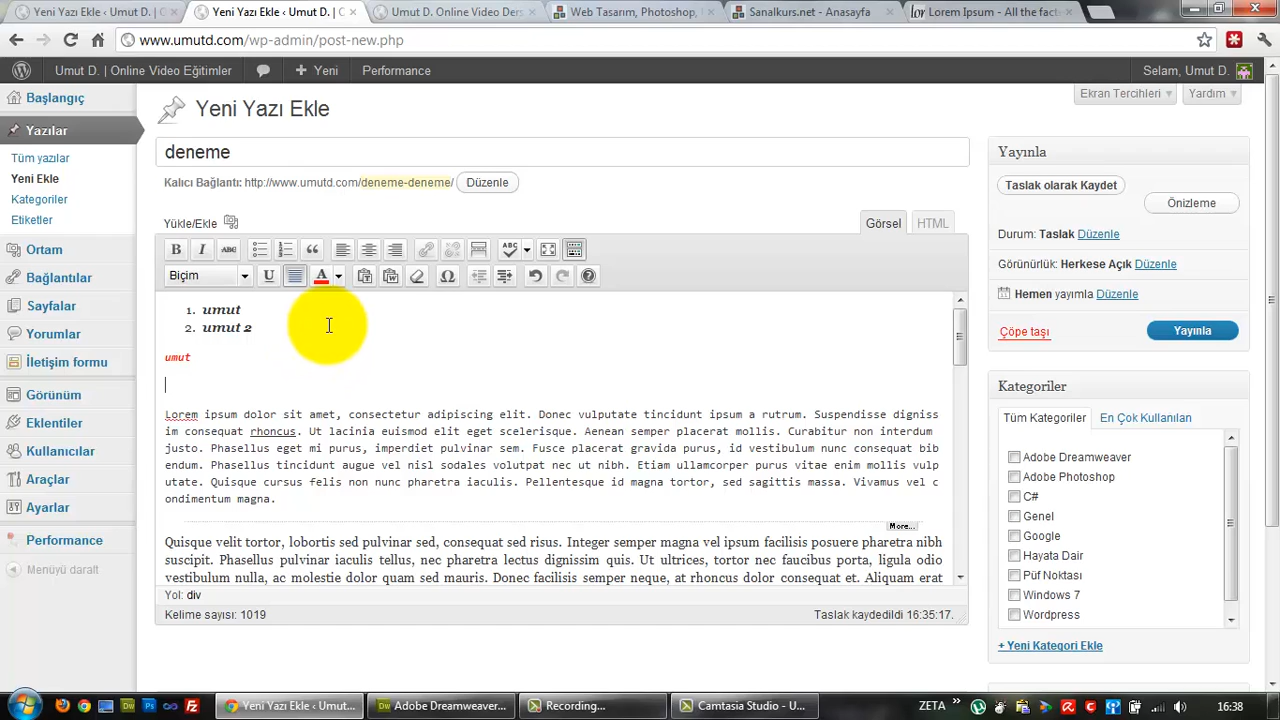 Yeni Yazı Ekle ‹ Umut D. | C
Yeni Yazı Ekle ‹ Umut D. | C
Umut D. Online Video Ders
Web Tasarım, Photoshop,
Sanalkurs.net - Anasayfa
Lorem Ipsum - All the facts
www.umutd.com/wp-admin/post-new.php
Umut D. | Online Video Eğitimler
Yeni
Performance
Selam, Umut D.
Başlangıç
Yazılar
Tüm yazılar
Yeni Ekle
Kategoriler
Etiketler
Ortam
Bağlantılar
Sayfalar
Yorumlar
İletişim formu
Görünüm
Eklentiler
Kullanıcılar
Araçlar
Ayarlar
Performance
Menüyü daralt
Ekran Tercihleri
Yardım
Yeni Yazı Ekle
deneme
Kalıcı Bağlantı: http://www.umutd.com/deneme-deneme/ Düzenle
Yükle/Ekle
Görsel
HTML
B I ABC ABC
Biçim U A Ω
1. umut
2. umut 2
umut
Lorem ipsum dolor sit amet, consectetur adipiscing elit. Donec vulputate tincidunt ipsum a rutrum. Suspendisse digniss
im consequat rhoncus. Ut lacinia euismod elit eget scelerisque. Aenean semper placerat mollis. Curabitur non interdum
justo. Phasellus eget mi purus, imperdiet pulvinar sem. Fusce placerat gravida purus, id vestibulum nunc consequat bib
endum. Phasellus tincidunt augue vel nisl sodales volutpat nec ut nibh. Etiam ullamcorper purus vitae enim mollis vulp
utate. Quisque cursus felis non nunc pharetra iaculis. Pellentesque id magna tortor, sed sagittis massa. Vivamus vel c
ondimentum magna.
More...
Quisque velit tortor, lobortis sed pulvinar sed, consequat sed risus. Integer semper magna vel ipsum facilisis posuere pharetra nibh
suscipit. Phasellus pulvinar iaculis tellus, nec pharetra lectus dignissim quis. Ut ultrices, tortor nec faucibus porta, ligula odio
vestibulum nulla, ac molestie dolor quam sed mauris. Donec facilisis semper neque, at rhoncus dolor consequat et. Aliquam erat
Yol: div
Kelime sayısı: 1019
Taslak kaydedildi 16:35:17.
Yayınla
Taslak olarak Kaydet
Önizleme
Durum: Taslak Düzenle
Görünürlük: Herkese Açık Düzenle
Hemen yayımla Düzenle
Çöpe taşı
Yayınla
Kategoriler
Tüm Kategoriler
En Çok Kullanılan
Adobe Dreamweaver
Adobe Photoshop
C#
Genel
Google
Hayata Dair
Püf Noktası
Windows 7
Wordpress
+ Yeni Kategori Ekle
Yeni Yazı Ekle ‹ Umut...
Adobe Dreamweaver...
Recording...
Camtasia Studio - U...
ZETA
16:38